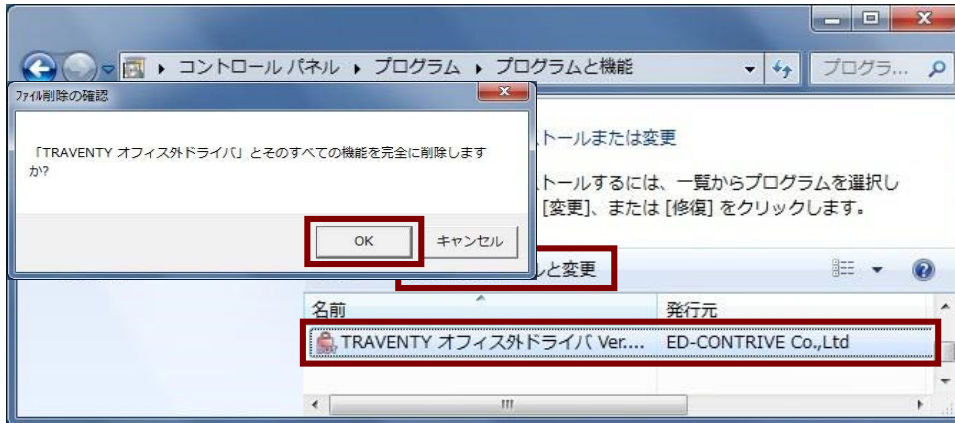 コントロール パネル ▸ プログラム ▸ プログラムと機能
プログラ...
ファイル削除の確認
「TRAVENTY オフィス外ドライバ」とそのすべての機能を完全に削除します
か?
OK
キャンセル
トールまたは変更
トールするには、一覧からプログラムを選択し
[変更]、または [修復] をクリックします。
と変更
名前
発行元
TRAVENTY オフィス外ドライバ Ver....
ED-CONTRIVE Co.,Ltd